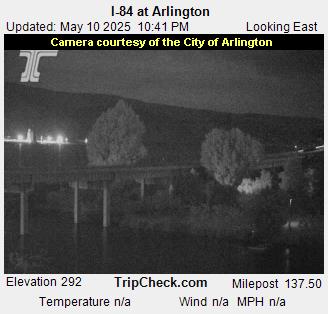 I-84 at Arlington
Updated: May 10 2025 10:41 PM Looking East
Camera courtesy of the City of Arlington
Elevation 292 TripCheck.com Milepost 137.50
Temperature n/a Wind n/a MPH n/a